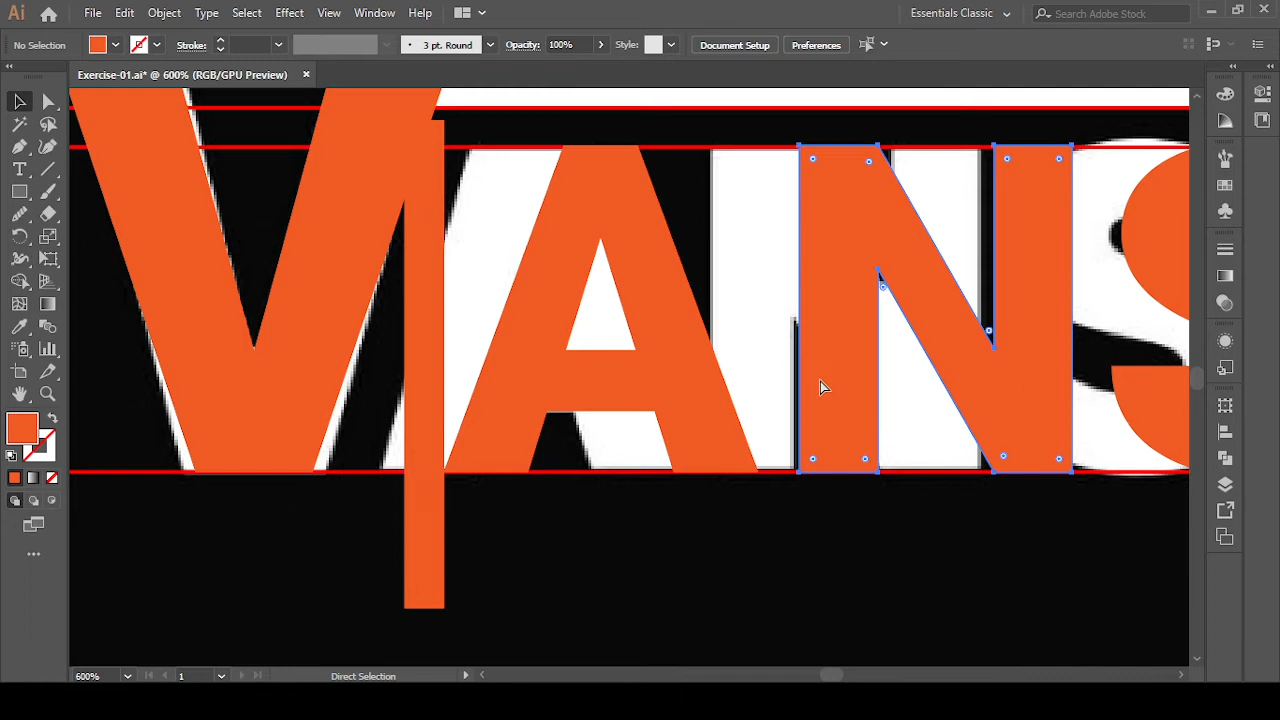 Ai File Edit Object Type Select Effect View Window Help Essentials Classic Search Adobe Stock
No Selection Stroke: 3 pt. Round Opacity: 100% Style: Document Setup Preferences
Exercise-01.ai* @ 600% (RGB/GPU Preview)
VANS
600% 1 Direct Selection